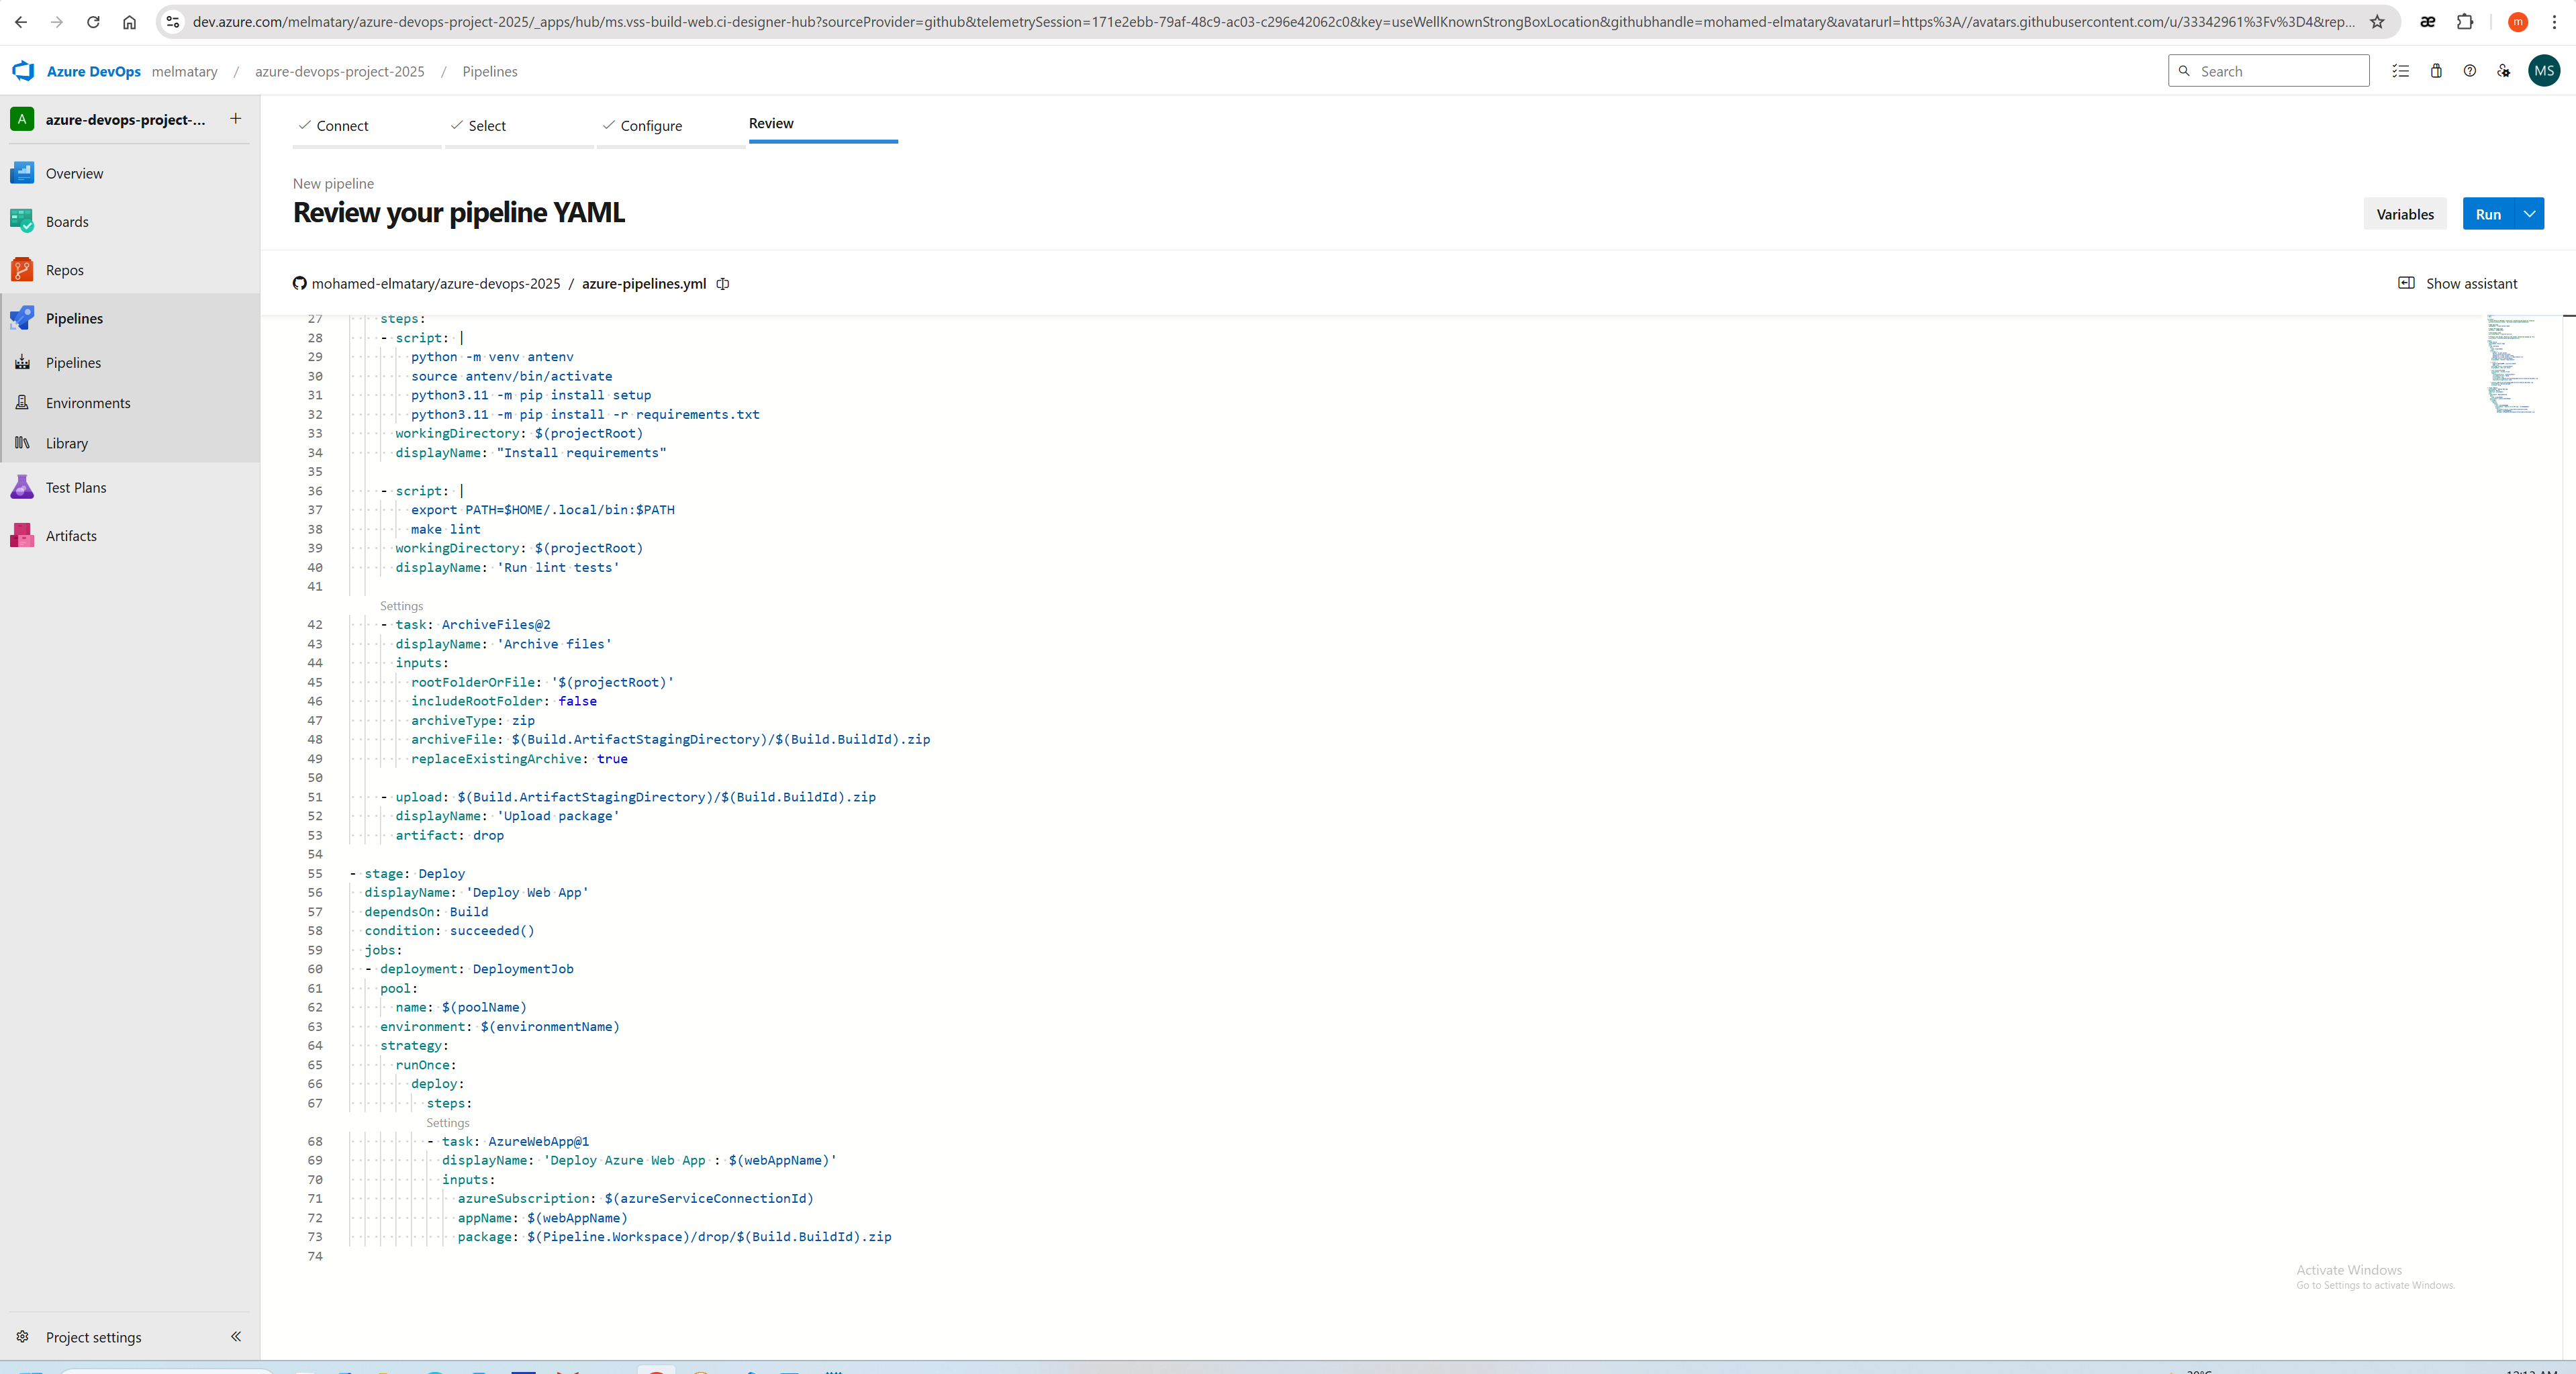 dev.azure.com/melmatary/azure-devops-project-2025/_apps/hub/ms.vss-build-web.ci-designer-hub?sourceProvider=github&telemetrySession=171e2ebb-79af-48c9-ac03-c296e42062c0&key=useWellKnownStrongBoxLocation&githubhandle=mohamed-elmatary&avatarurl=https%3A//avatars.githubusercontent.com/u/33342961%3Fv%3D4&rep...
æ
m
Azure DevOps melmatary / azure-devops-project-2025 / Pipelines
Search
MS
A azure-devops-project-... +
Overview
Boards
Repos
Pipelines
Pipelines
Environments
Library
Test Plans
Artifacts
Project settings
Connect
Select
Configure
Review
New pipeline
Review your pipeline YAML
Variables
Run
mohamed-elmatary/azure-devops-2025 / azure-pipelines.yml
Show assistant
27 steps:
28 - script: |
29 python -m venv antenv
30 source antenv/bin/activate
31 python3.11 -m pip install setup
32 python3.11 -m pip install -r requirements.txt
33 workingDirectory: $(projectRoot)
34 displayName: "Install requirements"
35
36 - script: |
37 export PATH=$HOME/.local/bin:$PATH
38 make lint
39 workingDirectory: $(projectRoot)
40 displayName: 'Run lint tests'
41
Settings
42 - task: ArchiveFiles@2
43 displayName: 'Archive files'
44 inputs:
45 rootFolderOrFile: '$(projectRoot)'
46 includeRootFolder: false
47 archiveType: zip
48 archiveFile: $(Build.ArtifactStagingDirectory)/$(Build.BuildId).zip
49 replaceExistingArchive: true
50
51 - upload: $(Build.ArtifactStagingDirectory)/$(Build.BuildId).zip
52 displayName: 'Upload package'
53 artifact: drop
54
55 - stage: Deploy
56 displayName: 'Deploy Web App'
57 dependsOn: Build
58 condition: succeeded()
59 jobs:
60 - deployment: DeploymentJob
61 pool:
62 name: $(poolName)
63 environment: $(environmentName)
64 strategy:
65 runOnce:
66 deploy:
67 steps:
Settings
68 - task: AzureWebApp@1
69 displayName: 'Deploy Azure Web App : $(webAppName)'
70 inputs:
71 azureSubscription: $(azureServiceConnectionId)
72 appName: $(webAppName)
73 package: $(Pipeline.Workspace)/drop/$(Build.BuildId).zip
74
Activate Windows
Go to Settings to activate Windows.